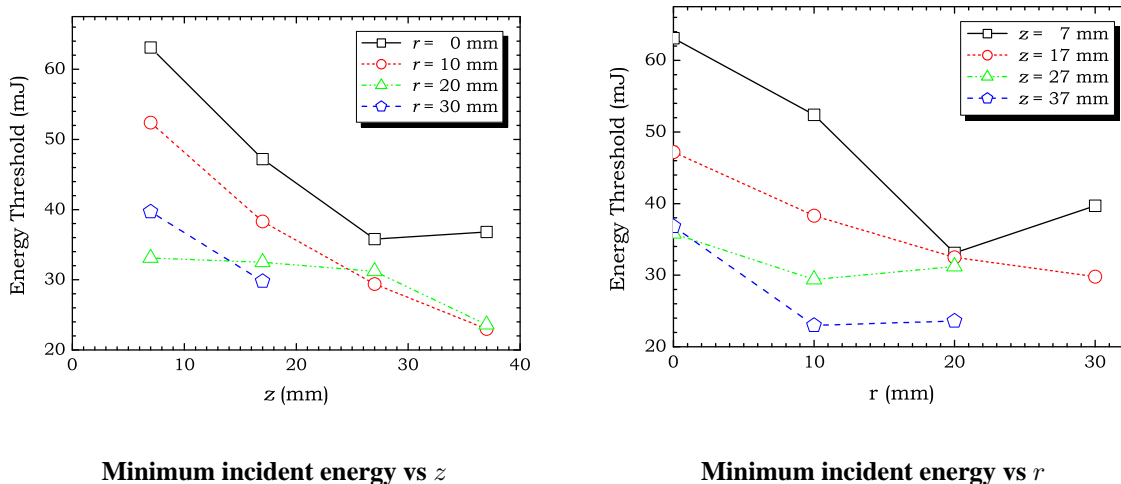 60
50
40
30
20
0
10
20
30
40
Energy Threshold (mJ)
z (mm)
r = 0 mm
r = 10 mm
r = 20 mm
r = 30 mm
Minimum incident energy vs z
60
50
40
30
20
0
10
20
30
Energy Threshold (mJ)
r (mm)
z = 7 mm
z = 17 mm
z = 27 mm
z = 37 mm
Minimum incident energy vs r